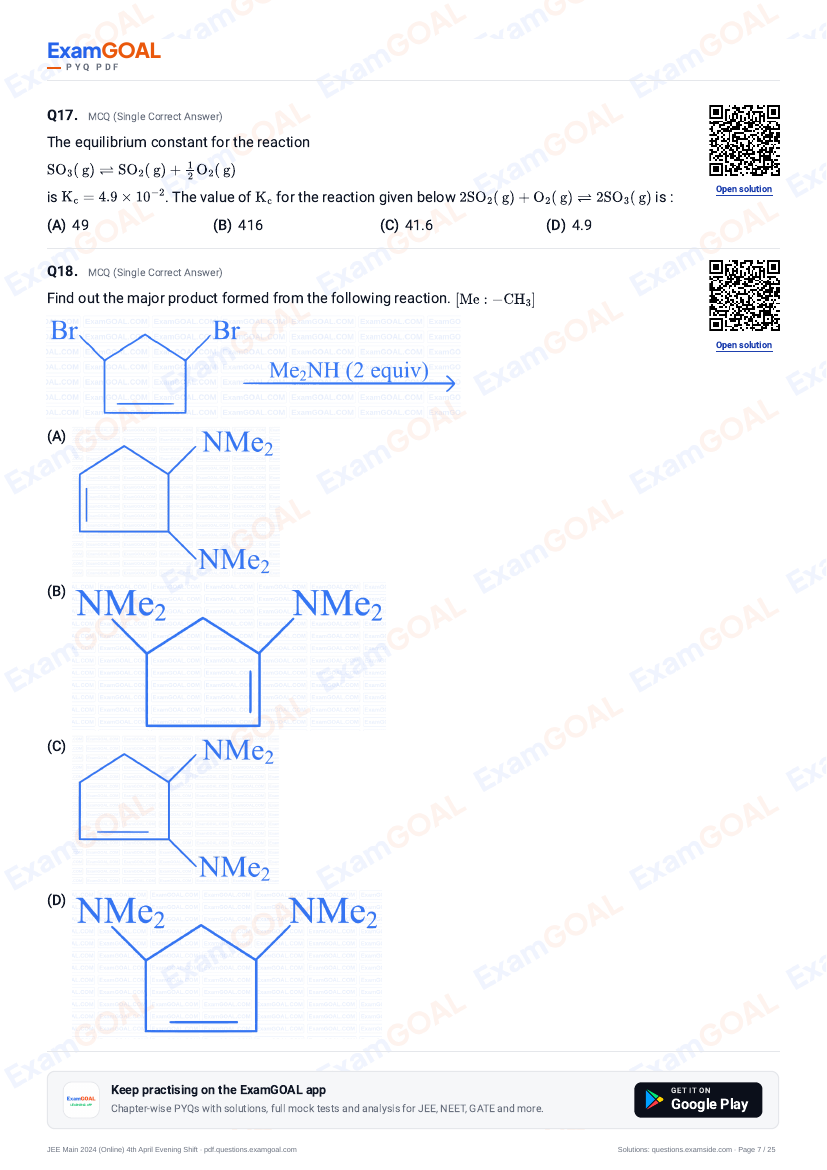 ExamGOAL
PYQ PDF
Q17. MCQ (Single Correct Answer)
The equilibrium constant for the reaction
SO₃( g) ⇌ SO₂( g) + 1/2 O₂( g)
is K_c = 4.9 × 10⁻². The value of K_c for the reaction given below 2SO₂( g) + O₂( g) ⇌ 2SO₃( g) is :
(A) 49 (B) 416 (C) 41.6 (D) 4.9
Open solution
Q18. MCQ (Single Correct Answer)
Find out the major product formed from the following reaction. [Me : −CH₃]
Open solution
Br Br
Me₂NH (2 equiv)
(A)
NMe₂
NMe₂
(B)
NMe₂ NMe₂
(C)
NMe₂
NMe₂
(D)
NMe₂ NMe₂
ExamGOAL
Keep practising on the ExamGOAL app
Chapter-wise PYQs with solutions, full mock tests and analysis for JEE, NEET, GATE and more.
GET IT ON
Google Play
JEE Main 2024 (Online) 4th April Evening Shift · pdf.questions.examgoal.com
Solutions: questions.examside.com · Page 7 / 25